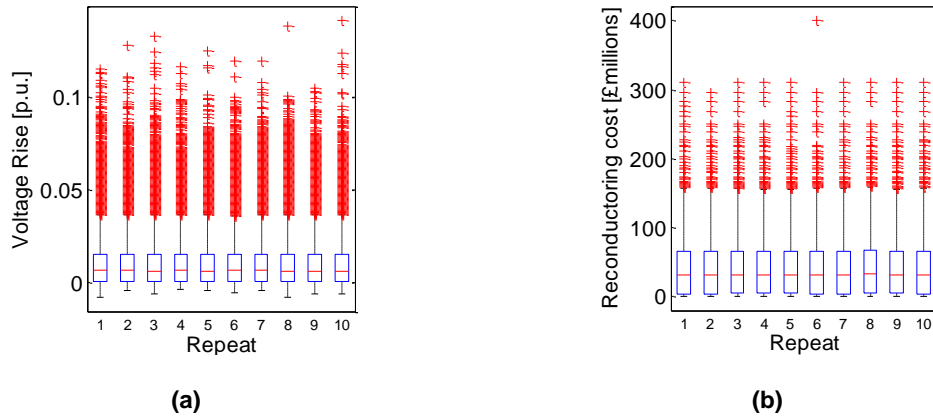 Voltage Rise [p.u.]
0.1
0.05
0
1 2 3 4 5 6 7 8 9 10
Repeat
(a)
Reconductoring cost [£millions]
400
300
200
100
0
1 2 3 4 5 6 7 8 9 10
Repeat
(b)